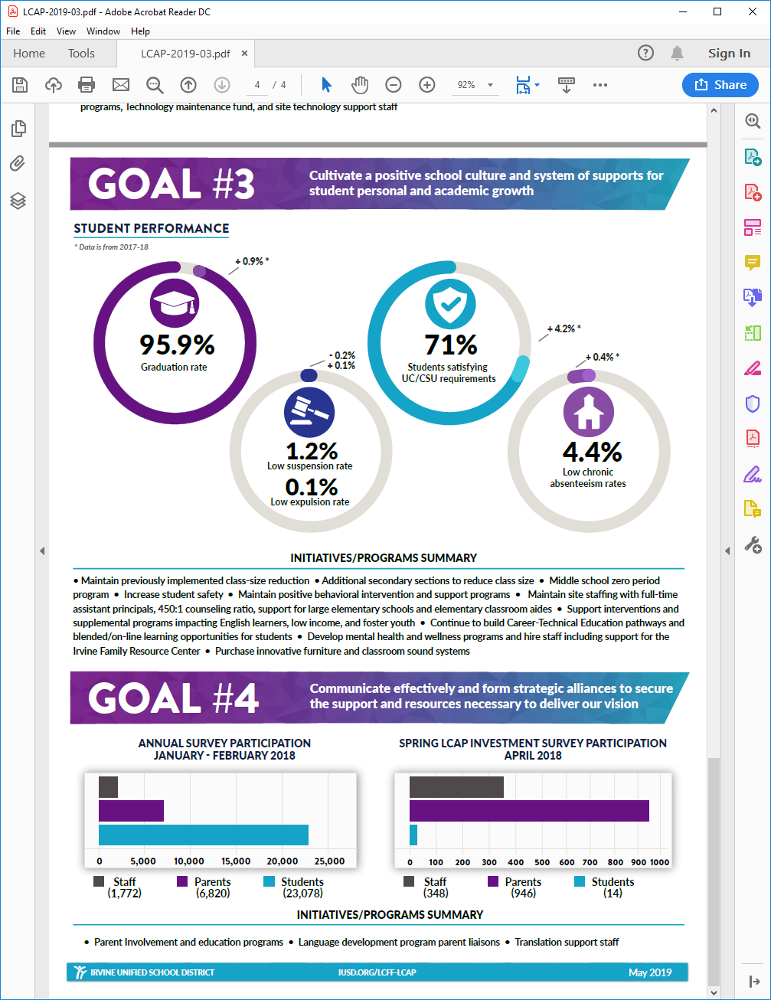 LCAP-2019-03.pdf - Adobe Acrobat Reader DC
File Edit View Window Help
Home Tools LCAP-2019-03.pdf × Sign In
4 / 4 92% Share
programs, Technology maintenance fund, and site technology support staff
GOAL #3
Cultivate a positive school culture and system of supports for
student personal and academic growth
STUDENT PERFORMANCE
* Data is from 2017-18
+ 0.9% *
95.9%
Graduation rate
- 0.2%
+ 0.1%
1.2%
Low suspension rate
0.1%
Low expulsion rate
71%
Students satisfying
UC/CSU requirements
+ 4.2% *
+ 0.4% *
4.4%
Low chronic
absenteeism rates
INITIATIVES/PROGRAMS SUMMARY
• Maintain previously implemented class-size reduction • Additional secondary sections to reduce class size • Middle school zero period
program • Increase student safety • Maintain positive behavioral intervention and support programs • Maintain site staffing with full-time
assistant principals, 450:1 counseling ratio, support for large elementary schools and elementary classroom aides • Support interventions and
supplemental programs impacting English learners, low income, and foster youth • Continue to build Career-Technical Education pathways and
blended/on-line learning opportunities for students • Develop mental health and wellness programs and hire staff including support for the
Irvine Family Resource Center • Purchase innovative furniture and classroom sound systems
GOAL #4
Communicate effectively and form strategic alliances to secure
the support and resources necessary to deliver our vision
ANNUAL SURVEY PARTICIPATION
JANUARY - FEBRUARY 2018
0 5,000 10,000 15,000 20,000 25,000
Staff Parents Students
(1,772) (6,820) (23,078)
SPRING LCAP INVESTMENT SURVEY PARTICIPATION
APRIL 2018
0 100 200 300 400 500 600 700 800 900 1000
Staff Parents Students
(348) (946) (14)
INITIATIVES/PROGRAMS SUMMARY
• Parent Involvement and education programs • Language development program parent liaisons • Translation support staff
IRVINE UNIFIED SCHOOL DISTRICT IUSD.ORG/LCFF-LCAP May 2019